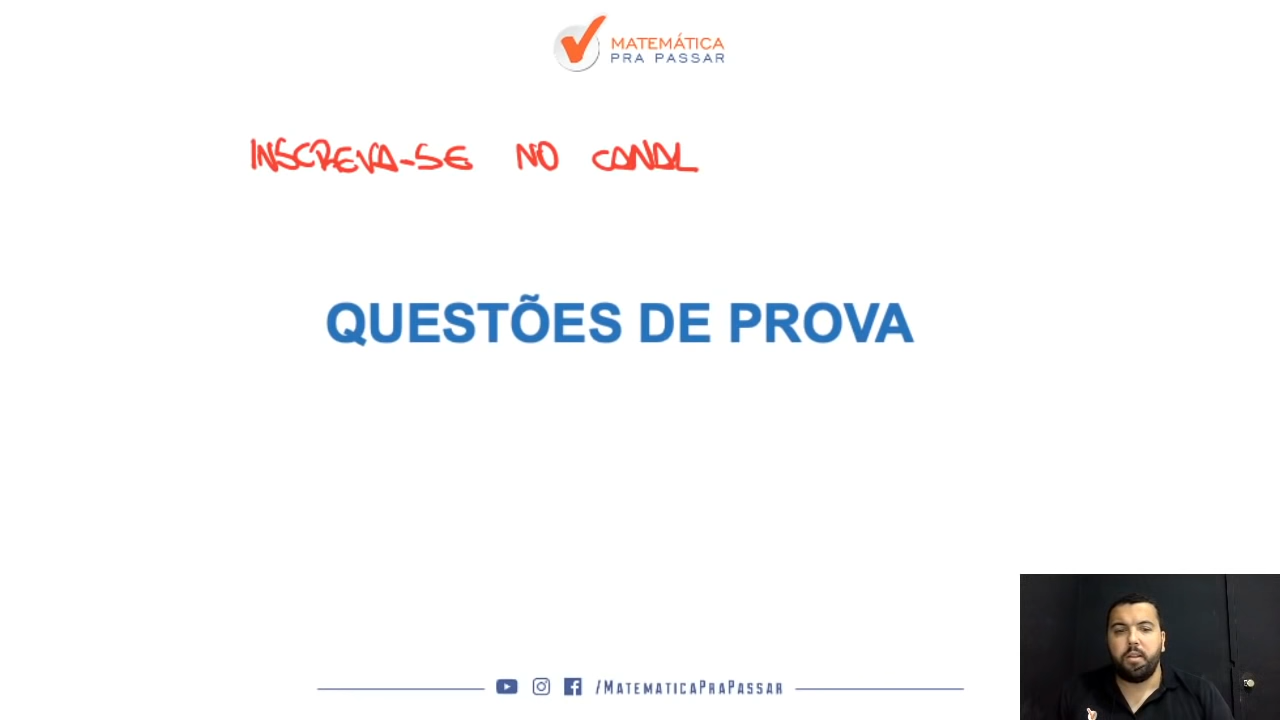 MATEMÁTICA
PRA PASSAR
INSCREVA-SE NO CANAL
QUESTÕES DE PROVA
/MATEMATICAPRAPASSAR